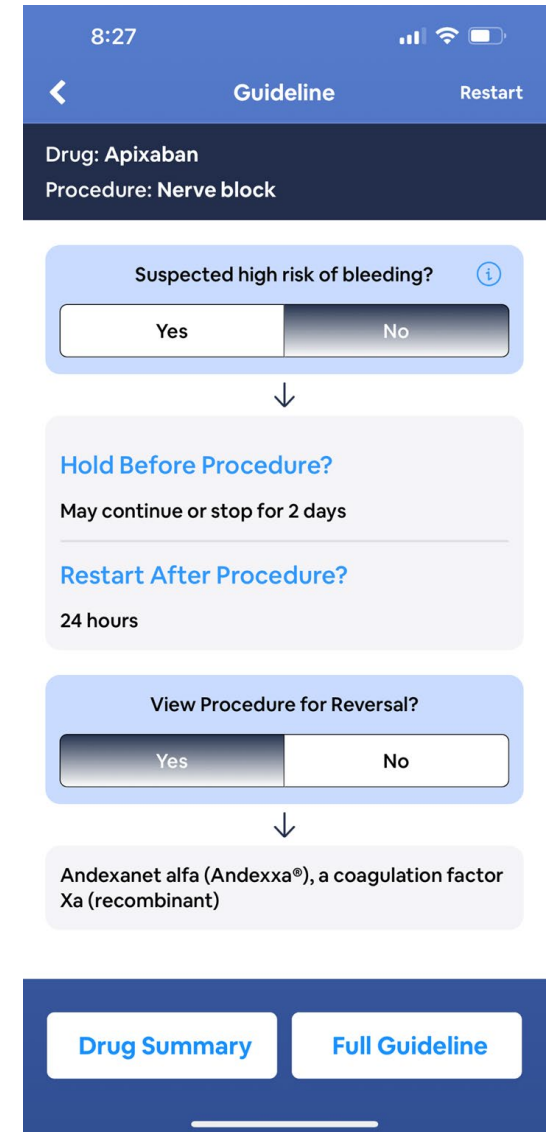 8:27
Guideline
Restart
Drug: Apixaban
Procedure: Nerve block
Suspected high risk of bleeding?
Yes
No
Hold Before Procedure?
May continue or stop for 2 days
Restart After Procedure?
24 hours
View Procedure for Reversal?
Yes
No
Andexanet alfa (Andexxa®), a coagulation factor
Xa (recombinant)
Drug Summary
Full Guideline